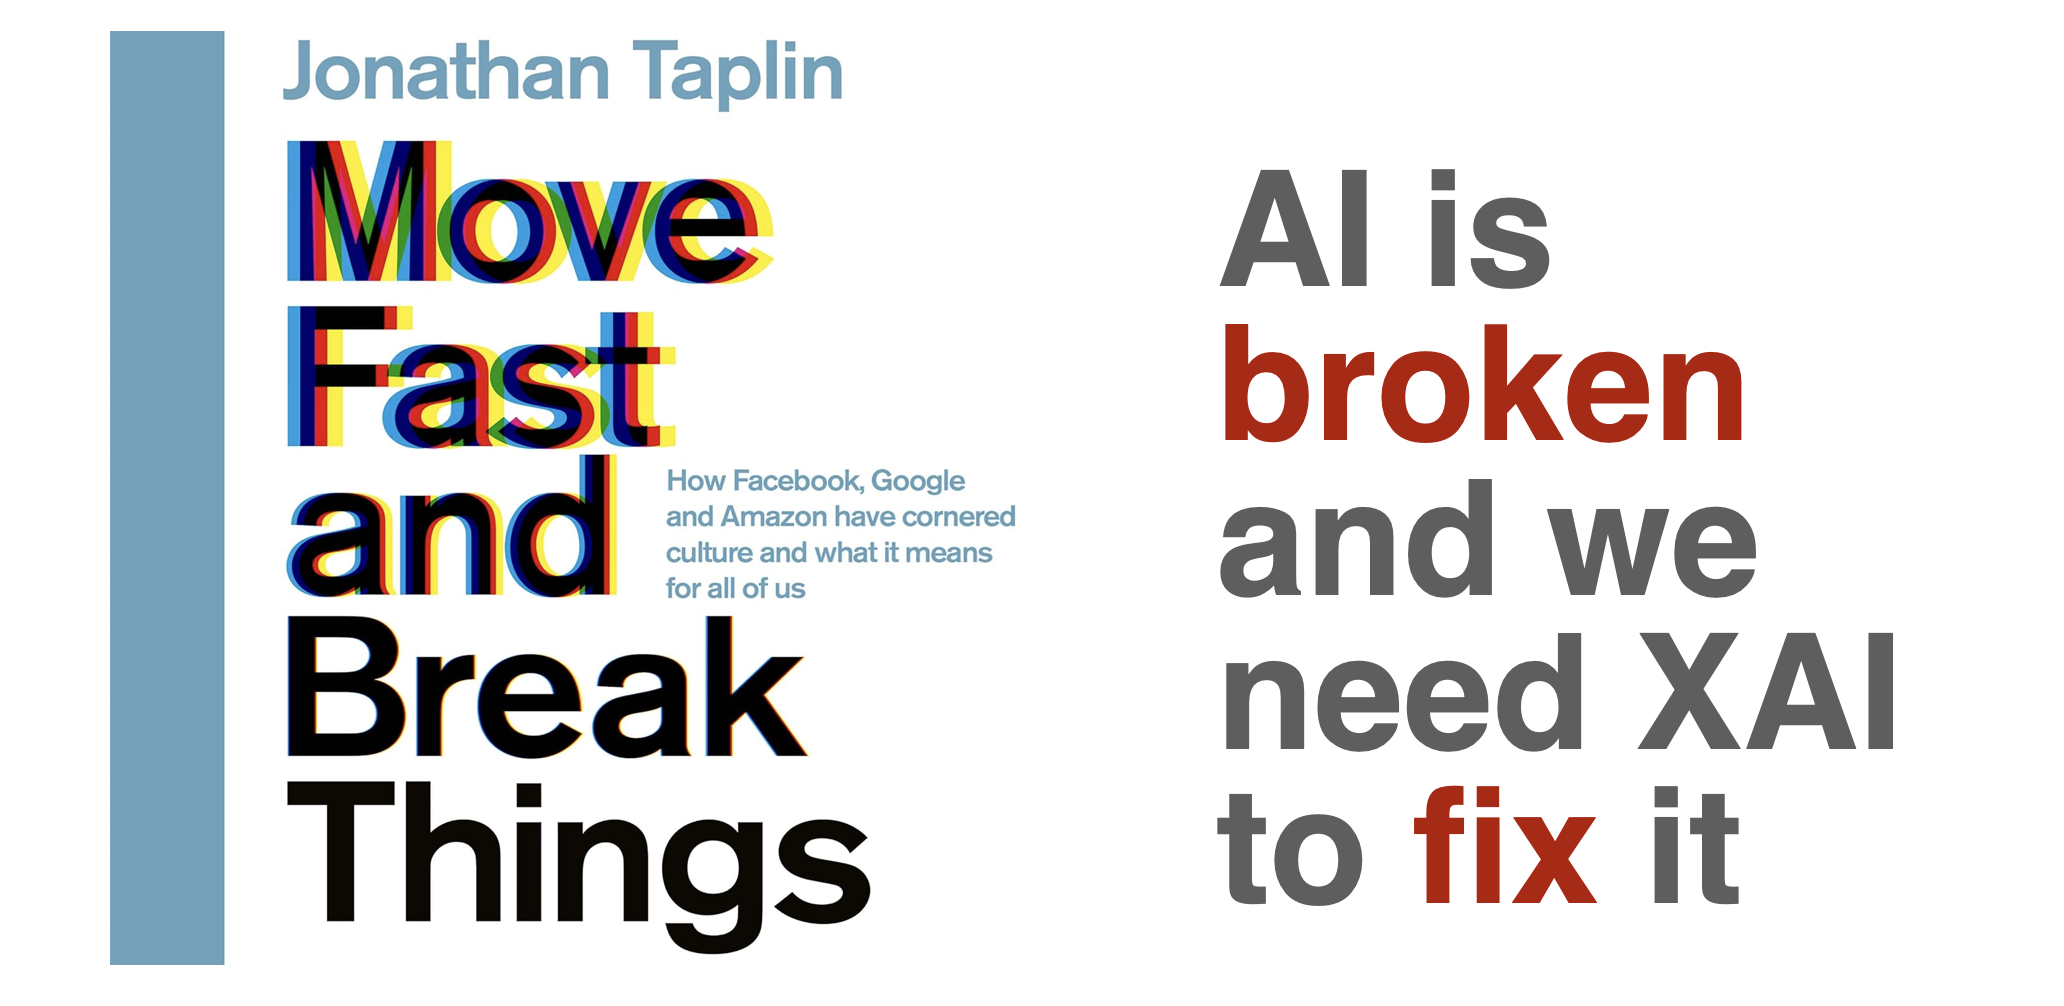 Jonathan Taplin
Move
Fast
and
How Facebook, Google
and Amazon have cornered
culture and what it means
for all of us
Break
Things
AI is
broken
and we
need XAI
to fix it